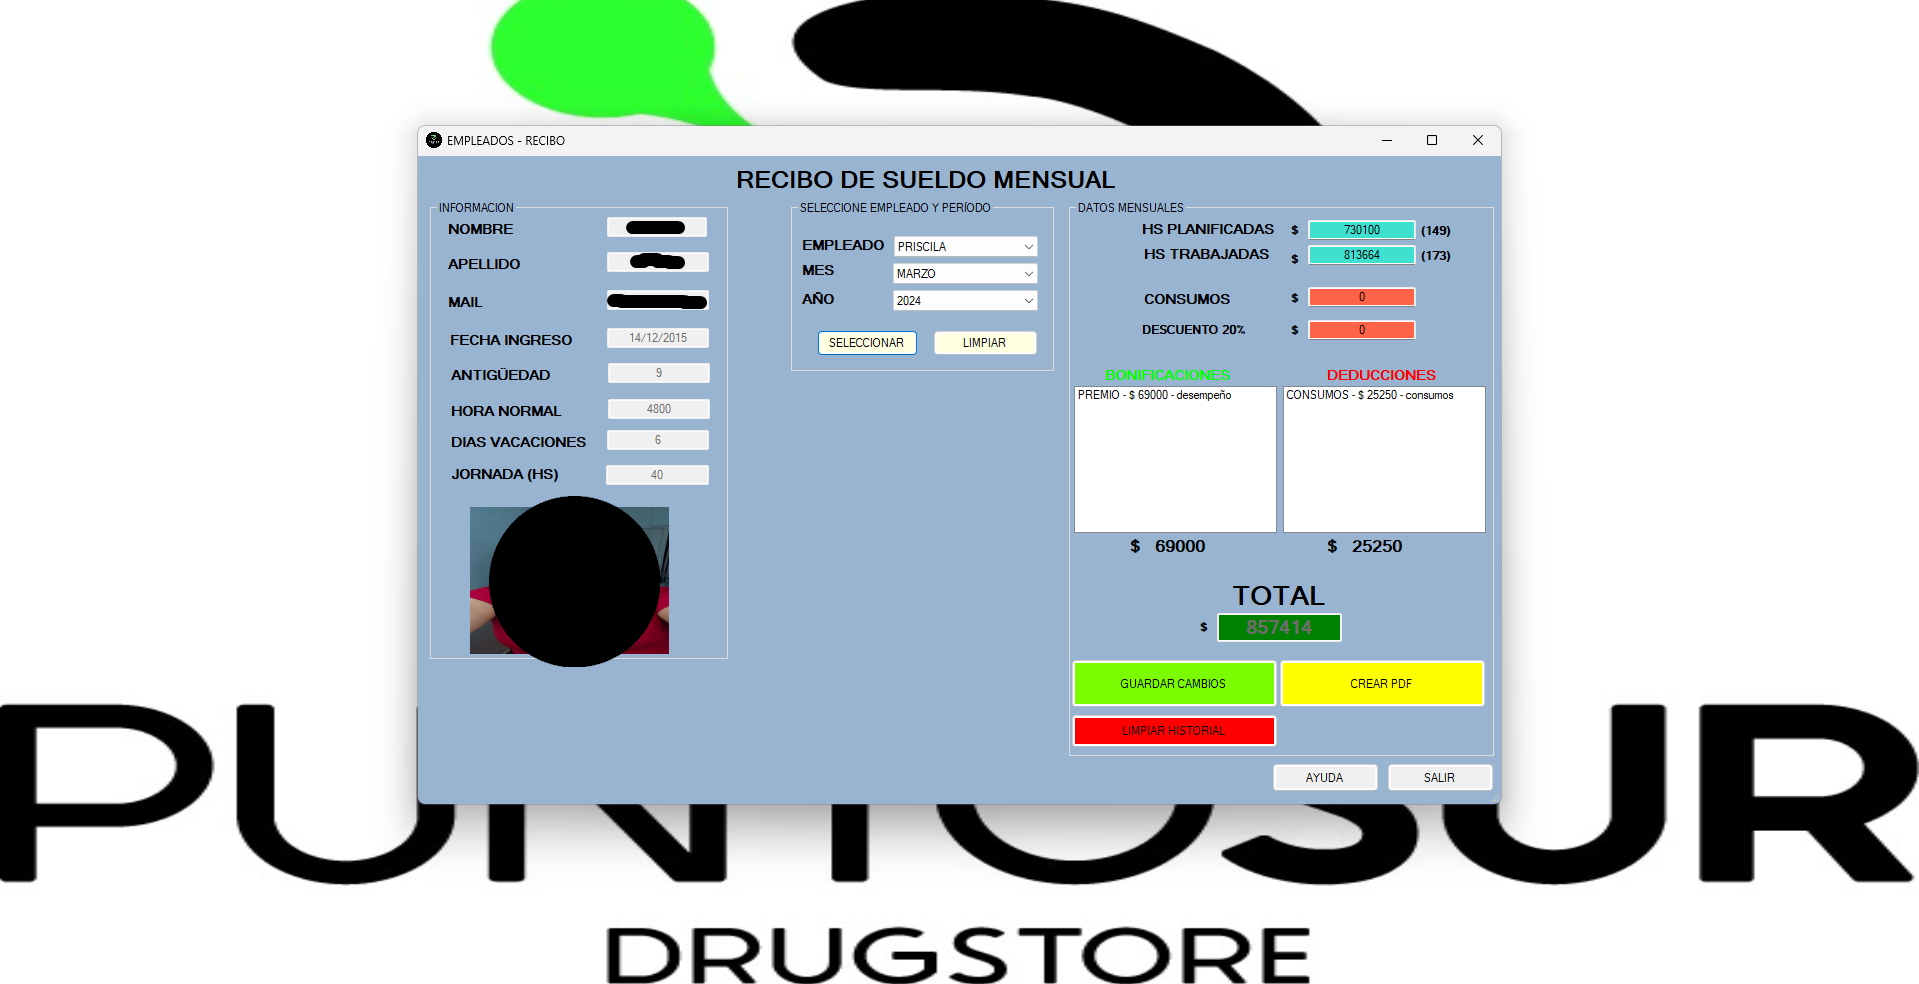 EMPLEADOS - RECIBO
RECIBO DE SUELDO MENSUAL
INFORMACION
NOMBRE
APELLIDO
MAIL
FECHA INGRESO 14/12/2015
ANTIGÜEDAD 9
HORA NORMAL 4800
DIAS VACACIONES 6
JORNADA (HS) 40
SELECCIONE EMPLEADO Y PERÍODO
EMPLEADO PRISCILA
MES MARZO
AÑO 2024
SELECCIONAR LIMPIAR
DATOS MENSUALES
HS PLANIFICADAS $ 730100 (149)
HS TRABAJADAS $ 813664 (173)
CONSUMOS $ 0
DESCUENTO 20% $ 0
BONIFICACIONES
PREMIO - $ 69000 - desempeño
$ 69000
DEDUCCIONES
CONSUMOS - $ 25250 - consumos
$ 25250
TOTAL
$ 857414
GUARDAR CAMBIOS CREAR PDF
LIMPIAR HISTORIAL
AYUDA SALIR
PUNTOSUR
DRUGSTORE